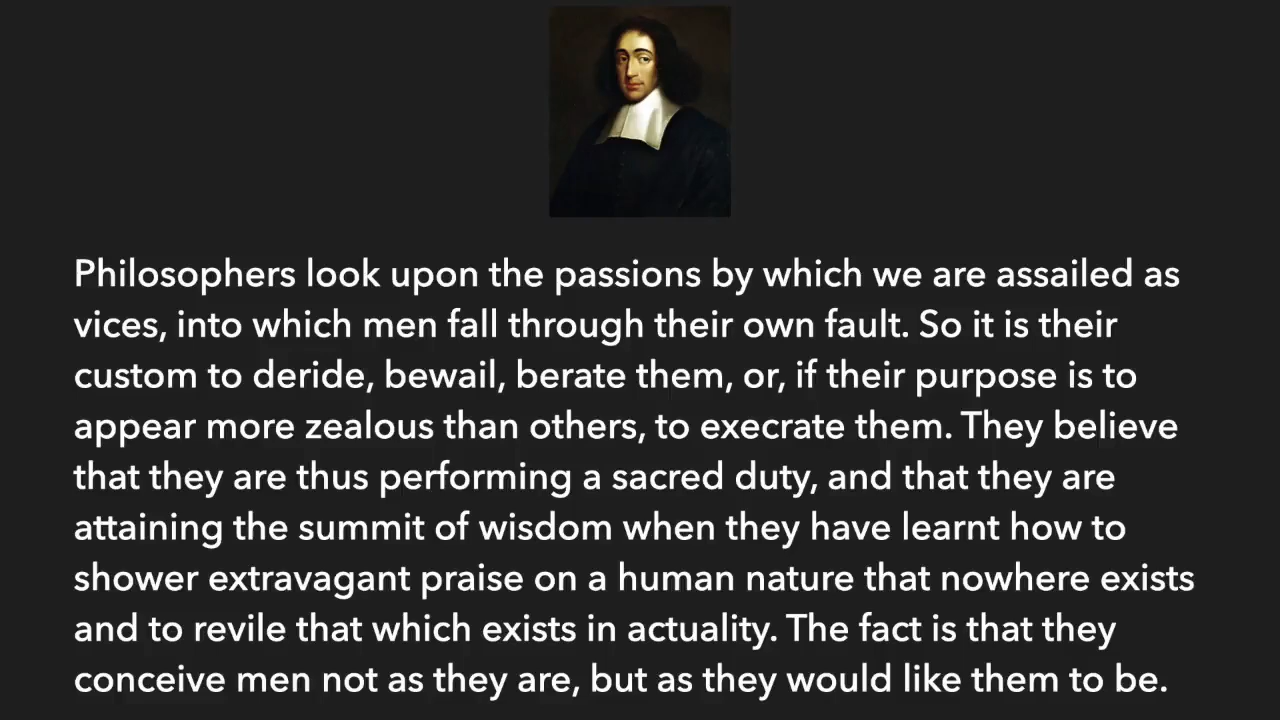 Philosophers look upon the passions by which we are assailed as
vices, into which men fall through their own fault. So it is their
custom to deride, bewail, berate them, or, if their purpose is to
appear more zealous than others, to execrate them. They believe
that they are thus performing a sacred duty, and that they are
attaining the summit of wisdom when they have learnt how to
shower extravagant praise on a human nature that nowhere exists
and to revile that which exists in actuality. The fact is that they
conceive men not as they are, but as they would like them to be.